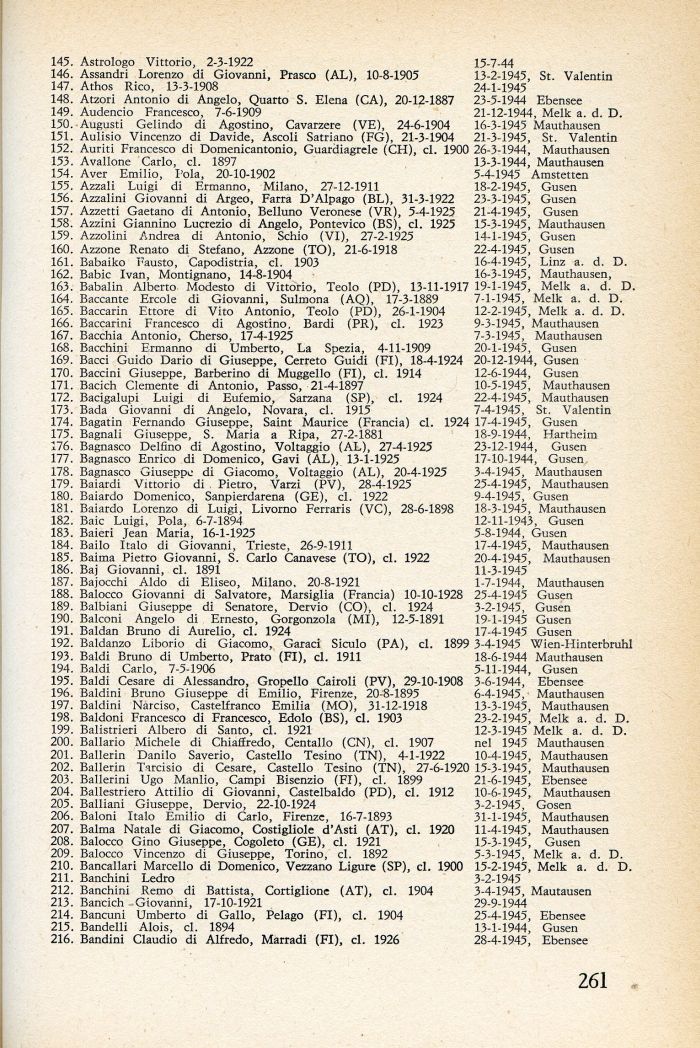 145. Astrologo Vittorio, 2-3-1922 15-7-44
146. Assandri Lorenzo di Giovanni, Prasco (AL), 10-8-1905 13-2-1945, St. Valentin
147. Athos Rico, 13-3-1908 24-1-1945
148. Atzori Antonio di Angelo, Quarto S. Elena (CA), 20-12-1887 23-5-1944 Ebensee
149. Audencio Francesco, 7-6-1909 21-12-1944, Melk a. d. D.
150. Augusti Gelindo di Agostino, Cavarzere (VE), 24-6-1904 16-3-1945 Mauthausen
151. Aulisio Vincenzo di Davide, Ascoli Satriano (FG), 21-3-1904 21-3-1945, St. Valentin
152. Auriti Francesco di Domenicantonio, Guardiagrele (CH), cl. 1900 26-3-1944, Mauthausen
153. Avallone Carlo, cl. 1897 13-3-1944, Mauthausen
154. Aver Emilio, Pola, 20-10-1902 5-4-1945 Amstetten
155. Azzali Luigi di Ermanno, Milano, 27-12-1911 18-2-1945, Gusen
156. Azzalini Giovanni di Argeo, Farra D'Alpago (BL), 31-3-1922 23-3-1945, Gusen
157. Azzetti Gaetano di Antonio, Belluno Veronese (VR), 5-4-1925 21-4-1945, Gusen
158. Azzini Giannino Lucrezio di Angelo, Pontevico (BS), cl. 1925 15-3-1945, Mauthausen
159. Azzolini Andrea di Antonio, Schio (VI), 27-2-1925 14-1-1945, Gusen
160. Azzone Renato di Stefano, Azzone (TO), 21-6-1918 22-4-1945, Gusen
161. Babaiko Fausto, Capodistria, cl. 1903 16-4-1945, Linz a. d. D.
162. Babic Ivan, Montignano, 14-8-1904 16-3-1945, Mauthausen,
163. Babalin Alberto Modesto di Vittorio, Teolo (PD), 13-11-1917 19-1-1945, Melk a. d. D.
164. Baccante Ercole di Giovanni, Sulmona (AQ), 17-3-1889 7-1-1945, Melk a. d. D.
165. Baccarin Ettore di Vito Antonio, Teolo (PD), 26-1-1904 12-2-1945, Melk a. d. D.
166. Baccarini Francesco di Agostino, Bardi (PR), cl. 1923 9-3-1945, Mauthausen
167. Bacchia Antonio, Cherso, 17-4-1925 7-3-1945, Mauthausen
168. Bacchini Ermanno di Umberto, La Spezia, 4-11-1909 20-1-1945, Gusen
169. Bacci Guido Dario di Giuseppe, Cerreto Guidi (FI), 18-4-1924 20-12-1944, Gusen
170. Baccini Giuseppe, Barberino di Muggello (FI), cl. 1914 12-6-1944, Gusen
171. Bacich Clemente di Antonio, Passo, 21-4-1897 10-5-1945, Mauthausen
172. Bacigalupi Luigi di Eufemio, Sarzana (SP), cl. 1924 22-4-1945, Mauthausen
173. Bada Giovanni di Angelo, Novara, cl. 1915 7-4-1945, St. Valentin
174. Bagatin Fernando Giuseppe, Saint Maurice (Francia) cl. 1924 17-4-1945, Gusen
175. Bagnali Giuseppe, S. Maria a Ripa, 27-2-1881 18-9-1944, Hartheim
176. Bagnasco Delfino di Agostino, Voltaggio (AL), 27-4-1925 23-12-1944, Gusen
177. Bagnasco Enrico di Domenico, Gavi (AL), 13-1-1925 17-10-1944, Gusen
178. Bagnasco Giuseppe di Giacomo, Voltaggio (AL), 20-4-1925 3-4-1945, Mauthausen
179. Baiardi Vittorio di Pietro, Varzi (PV), 28-4-1925 25-4-1945, Mauthausen
180. Baiardo Domenico, Sanpierdarena (GE), cl. 1922 9-4-1945, Gusen
181. Baiardo Lorenzo di Luigi, Livorno Ferraris (VC), 28-6-1898 18-3-1945, Mauthausen
182. Baic Luigi, Pola, 6-7-1894 12-11-1943, Gusen
183. Baieri Jean Maria, 16-1-1925 5-8-1944, Gusen
184. Bailo Italo di Giovanni, Trieste, 26-9-1911 17-4-1945, Mauthausen
185. Baima Pietro Giovanni, S. Carlo Canavese (TO), cl. 1922 20-4-1945, Mauthausen
186. Baj Giovanni, cl. 1891 11-3-1945
187. Bajocchi Aldo di Eliseo, Milano, 20-8-1921 1-7-1944, Mauthausen
188. Balocco Giovanni di Salvatore, Marsiglia (Francia) 10-10-1928 25-4-1945 Gusen
189. Balbiani Giuseppe di Senatore, Dervio (CO), cl. 1924 3-2-1945, Gusen
190. Balconi Angelo di Ernesto, Gorgonzola (MI), 12-5-1891 19-1-1945 Gusen
191. Baldan Bruno di Aurelio, cl. 1924 17-4-1945 Gusen
192. Baldanzo Liborio di Giacomo, Garaci Siculo (PA), cl. 1899 3-4-1945 Wien-Hinterbruhl
193. Baldi Bruno di Umberto, Prato (FI), cl. 1911 18-6-1944 Mauthausen
194. Baldi Carlo, 7-5-1906 5-11-1944, Gusen
195. Baldi Cesare di Alessandro, Gropello Cairoli (PV), 29-10-1908 3-6-1944, Ebensee
196. Baldini Bruno Giuseppe di Emilio, Firenze, 20-8-1895 6-4-1945, Mauthausen
197. Baldini Narciso, Castelfranco Emilia (MO), 31-12-1918 13-3-1945, Mauthausen
198. Baldoni Francesco di Francesco, Edolo (BS), cl. 1903 23-2-1945, Melk a. d. D.
199. Balistrieri Albero di Santo, cl. 1921 12-3-1945 Melk a. d. D.
200. Ballario Michele di Chiaffredo, Centallo (CN), cl. 1907 nel 1945 Mauthausen
201. Ballerin Danilo Saverio, Castello Tesino (TN), 4-1-1922 10-4-1945, Mauthausen
202. Ballerin Tarcisio di Cesare, Castello Tesino (TN), 27-6-1920 15-3-1945, Mauthausen
203. Ballerini Ugo Manlio, Campi Bisenzio (FI), cl. 1899 21-6-1945, Ebensee
204. Ballestriero Attilio di Giovanni, Castelbaldo (PD), cl. 1912 10-6-1945, Mauthausen
205. Balliani Giuseppe, Dervio, 22-10-1924 3-2-1945, Gosen
206. Baloni Italo Emilio di Carlo, Firenze, 16-7-1893 31-1-1945, Mauthausen
207. Balma Natale di Giacomo, Costigliole d'Asti (AT), cl. 1920 11-4-1945, Mauthausen
208. Balocco Gino Giuseppe, Cogoleto (GE), cl. 1921 15-3-1945, Gusen
209. Balocco Vincenzo di Giuseppe, Torino, cl. 1892 5-3-1945, Melk a. d. D.
210. Bancallari Marcello di Domenico, Vezzano Ligure (SP), cl. 1900 15-2-1945, Melk a. d. D.
211. Banchini Ledro 3-2-1945
212. Banchini Remo di Battista, Cortiglione (AT), cl. 1904 3-4-1945, Mautausen
213. Bancich Giovanni, 17-10-1921 29-9-1944
214. Bancuni Umberto di Gallo, Pelago (FI), cl. 1904 25-4-1945, Ebensee
215. Bandelli Alois, cl. 1894 13-1-1944, Gusen
216. Bandini Claudio di Alfredo, Marradi (FI), cl. 1926 28-4-1945, Ebensee
261